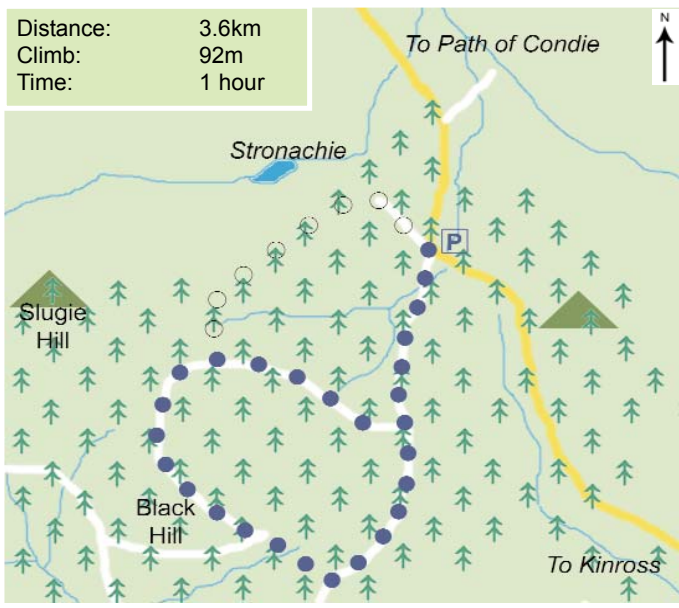 Distance: 3.6km
Climb: 92m
Time: 1 hour
N
To Path of Condie
Stronachie
P
Slugie
Hill
Black
Hill
To Kinross